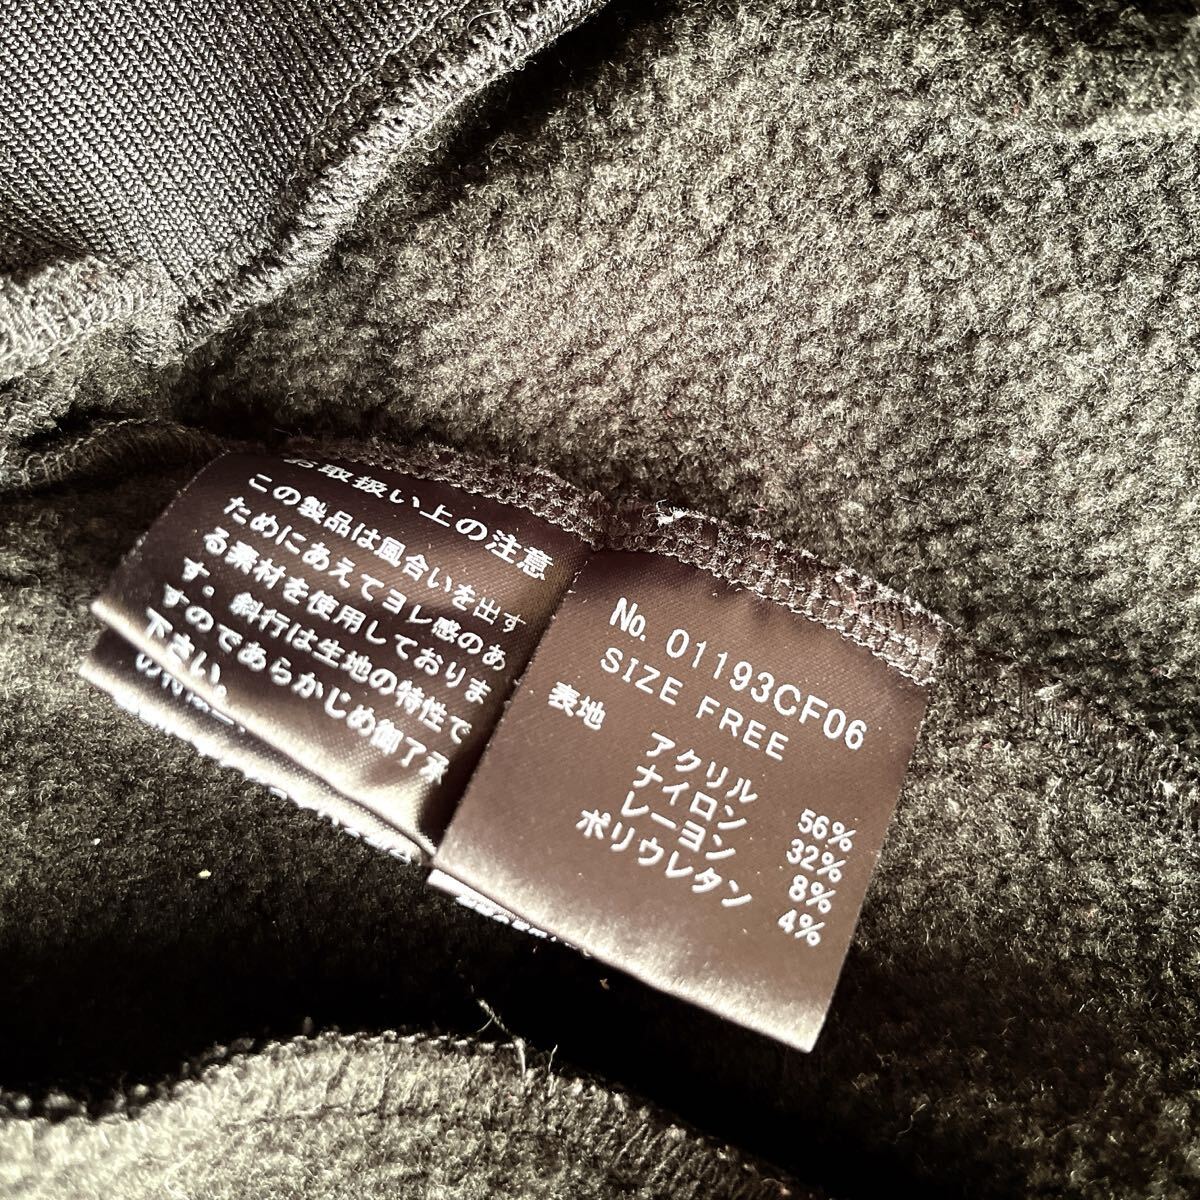 お取扱い上の注意
この製品は風合いを出す
ためにあえてヨレ感のあ
る素材を使用しておりま
す。斜行は生地の特性で
すのであらかじめ御了承
下さい。
No. 01193CF06
SIZE FREE
表地
アクリル 56%
ナイロン 32%
レーヨン 8%
ポリウレタン 4%